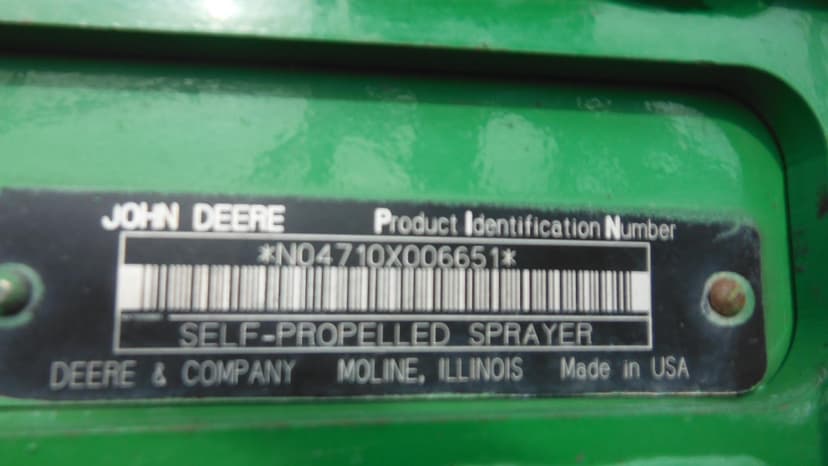 JOHN DEERE Product Identification Number
*N04710X006651*
SELF-PROPELLED SPRAYER
DEERE & COMPANY MOLINE, ILLINOIS Made in USA